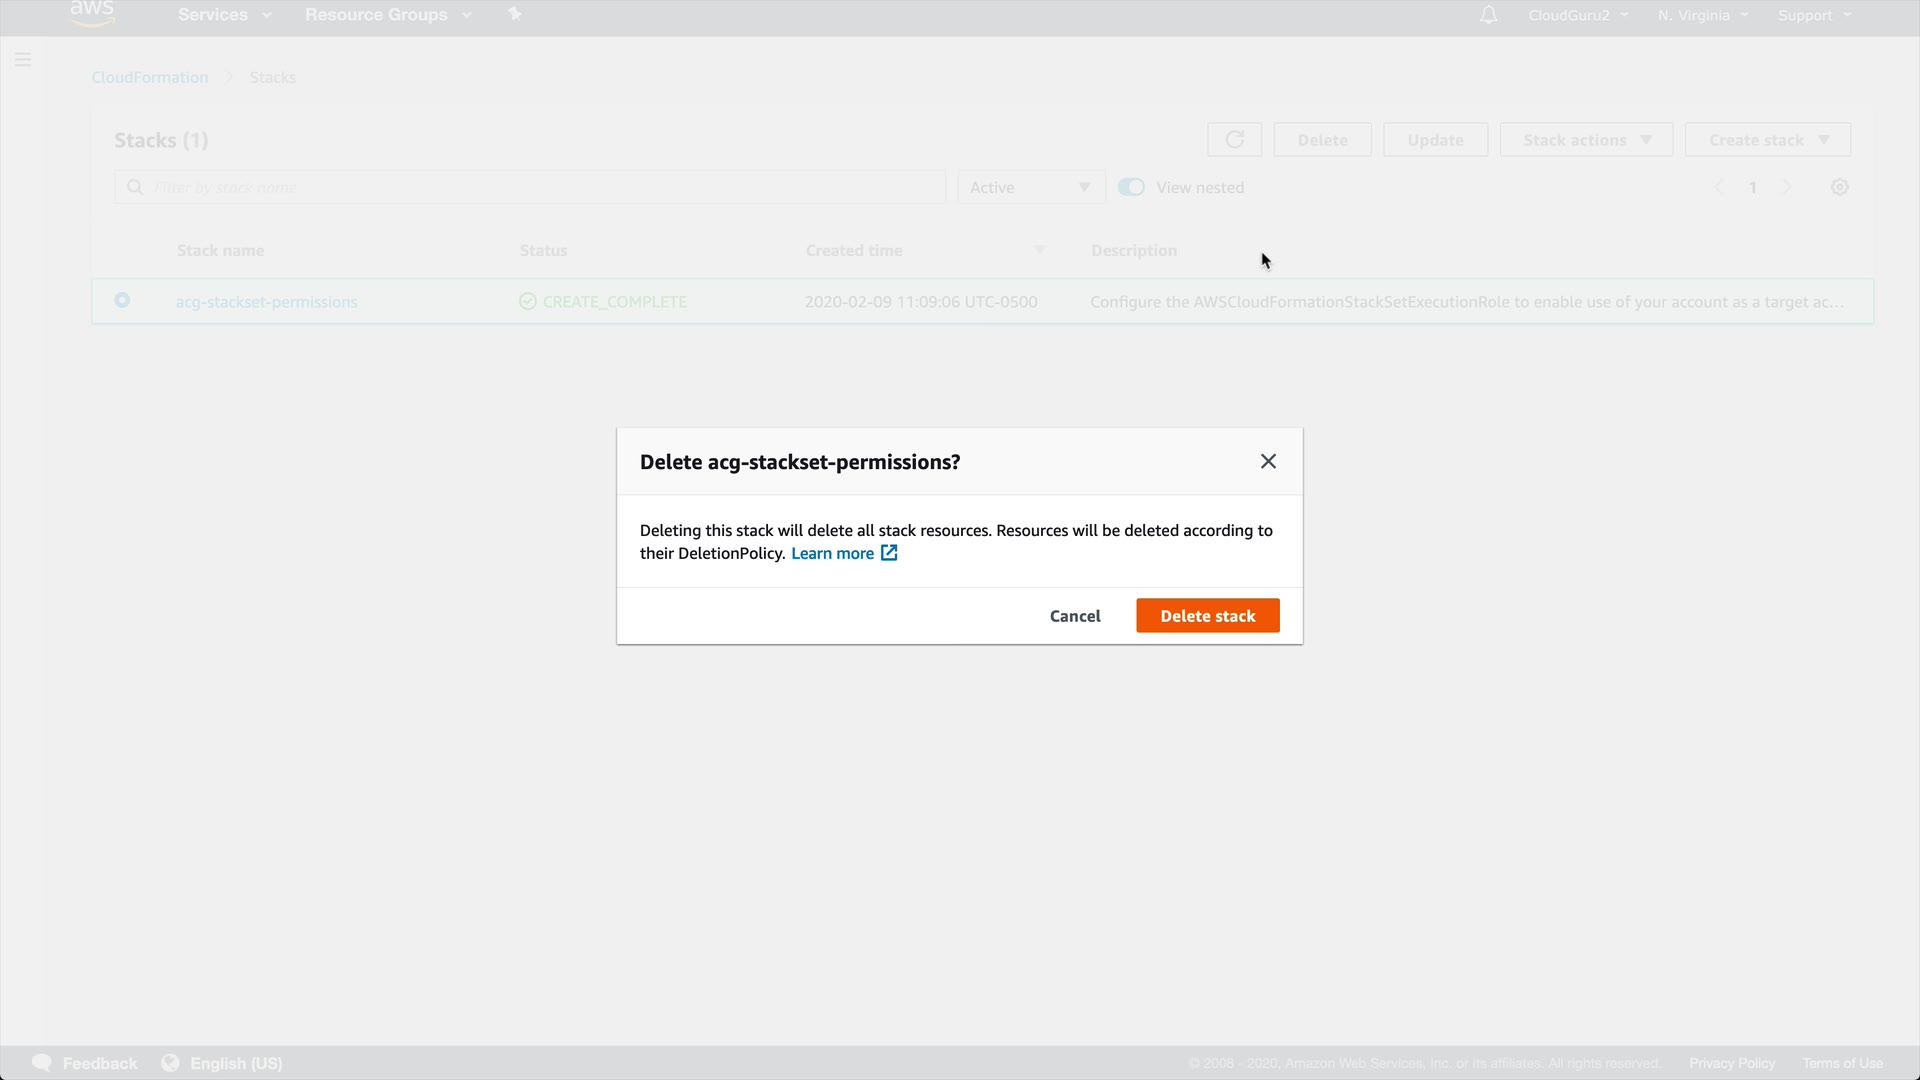 aws Services Resource Groups CloudGuru2 N. Virginia Support
CloudFormation Stacks
Stacks (1) Delete Update Stack actions Create stack
Filter by stack name Active View nested 1
Stack name Status Created time Description
acg-stackset-permissions CREATE_COMPLETE 2020-02-09 11:09:06 UTC-0500 Configure the AWSCloudFormationStackSetExecutionRole to enable use of your account as a target ac...
Delete acg-stackset-permissions?
Deleting this stack will delete all stack resources. Resources will be deleted according to
their DeletionPolicy. Learn more
Cancel Delete stack
Feedback English (US) © 2008 - 2020, Amazon Web Services, Inc. or its affiliates. All rights reserved. Privacy Policy Terms of Use